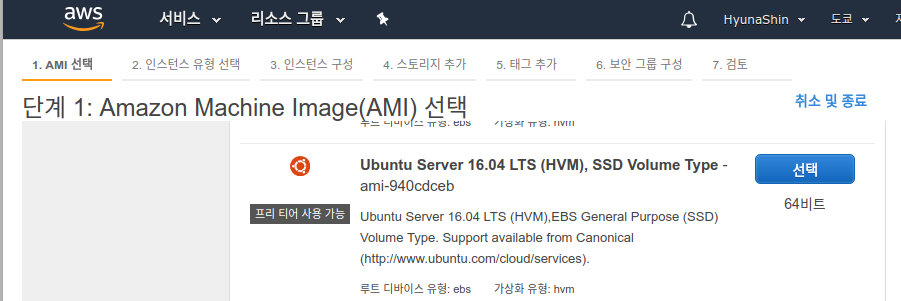 aws 서비스 리소스 그룹 HyunaShin 도쿄
1. AMI 선택 2. 인스턴스 유형 선택 3. 인스턴스 구성 4. 스토리지 추가 5. 태그 추가 6. 보안 그룹 구성 7. 검토
단계 1: Amazon Machine Image(AMI) 선택 취소 및 종료
루트 디바이스 유형: ebs 가상화 유형: hvm
Ubuntu Server 16.04 LTS (HVM), SSD Volume Type - 선택
ami-940cdceb
64비트
프리 티어 사용 가능 Ubuntu Server 16.04 LTS (HVM),EBS General Purpose (SSD)
Volume Type. Support available from Canonical
(http://www.ubuntu.com/cloud/services).
루트 디바이스 유형: ebs 가상화 유형: hvm